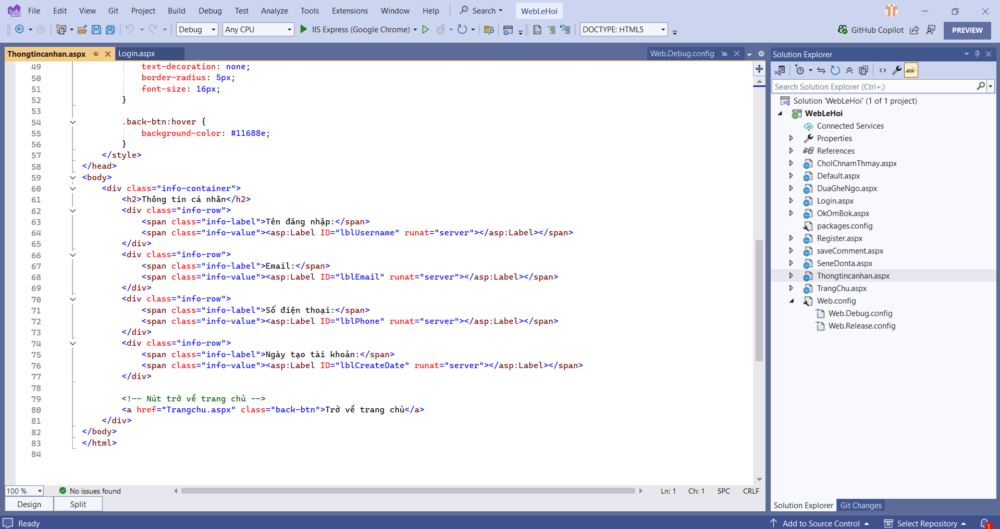 File Edit View Git Project Build Debug Test Analyze Tools Extensions Window Help Search WebLeHoi
Debug Any CPU IIS Express (Google Chrome) DOCTYPE: HTML5 GitHub Copilot PREVIEW
Thongtincanhan.aspx Login.aspx Web.Debug.config
49 text-decoration: none;
50 border-radius: 5px;
51 font-size: 16px;
52 }
53
54 .back-btn:hover {
55 background-color: #11688e;
56 }
57 </style>
58 </head>
59 <body>
60 <div class="info-container">
61 <h2>Thông tin cá nhân</h2>
62 <div class="info-row">
63 <span class="info-label">Tên đăng nhập:</span>
64 <span class="info-value"><asp:Label ID="lblUsername" runat="server"></asp:Label></span>
65 </div>
66 <div class="info-row">
67 <span class="info-label">Email:</span>
68 <span class="info-value"><asp:Label ID="lblEmail" runat="server"></asp:Label></span>
69 </div>
70 <div class="info-row">
71 <span class="info-label">Số điện thoại:</span>
72 <span class="info-value"><asp:Label ID="lblPhone" runat="server"></asp:Label></span>
73 </div>
74 <div class="info-row">
75 <span class="info-label">Ngày tạo tài khoản:</span>
76 <span class="info-value"><asp:Label ID="lblCreateDate" runat="server"></asp:Label></span>
77 </div>
78
79 <!-- Nút trở về trang chủ -->
80 <a href="Trangchu.aspx" class="back-btn">Trở về trang chủ</a>
81 </div>
82 </body>
83 </html>
84
100 % No issues found Ln: 1 Ch: 1 SPC CRLF
Design Split
Solution Explorer
Search Solution Explorer (Ctrl+;)
Solution 'WebLeHoi' (1 of 1 project)
WebLeHoi
Connected Services
Properties
References
CholChnamThmay.aspx
Default.aspx
DuaGheNgo.aspx
Login.aspx
OkOmBok.aspx
packages.config
Register.aspx
saveComment.aspx
SeneDonta.aspx
Thongtincanhan.aspx
TrangChu.aspx
Web.config
Web.Debug.config
Web.Release.config
Solution Explorer Git Changes
Ready Add to Source Control Select Repository 1